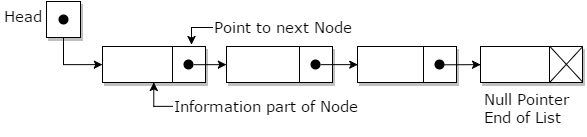 Head
Point to next Node
Information part of Node
Null Pointer
End of List